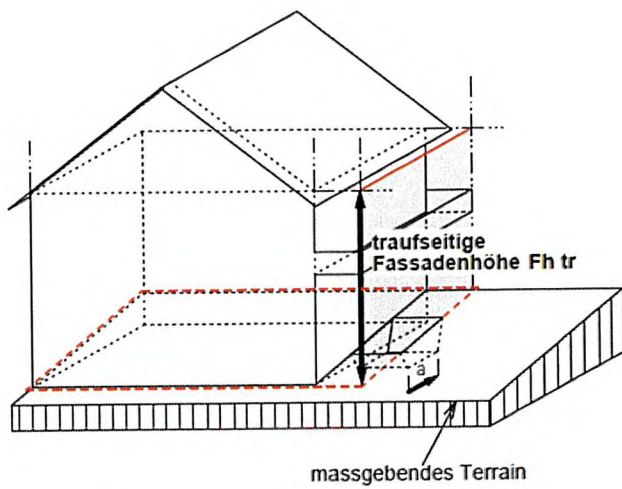 traufseitige
Fassadenhöhe Fh tr
a
massgebendes Terrain